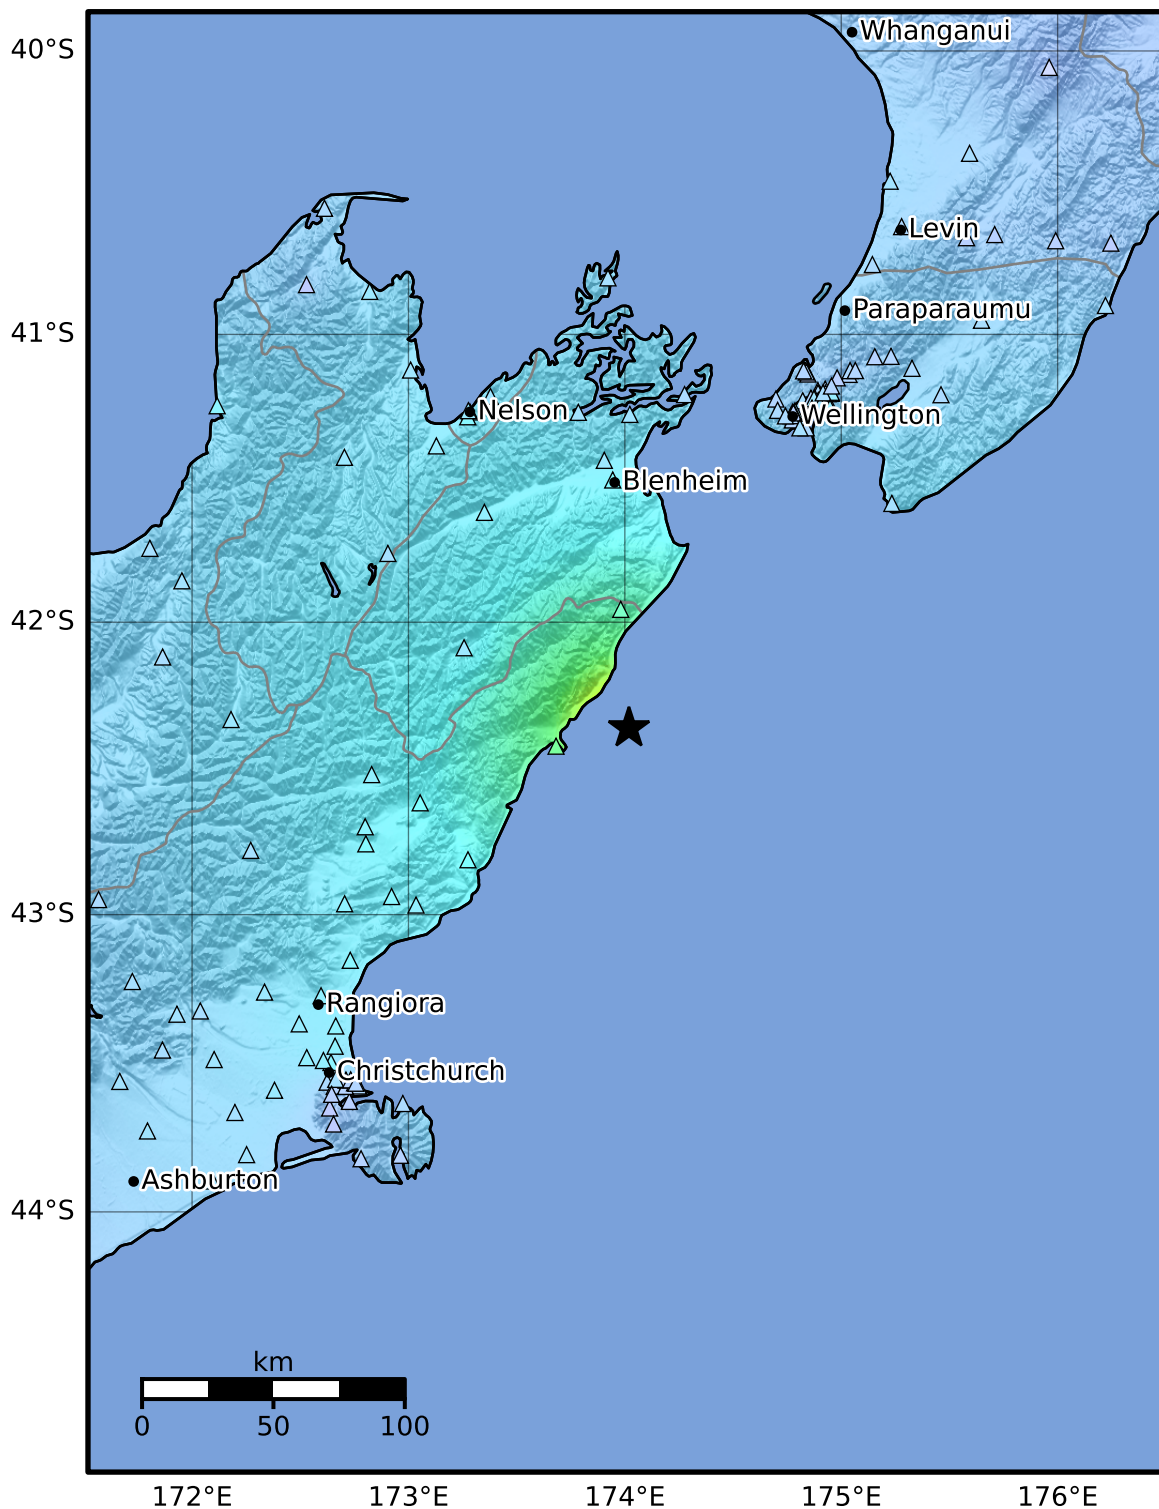 40°S
Whanganui
Levin
Paraparaumu
41°S
Nelson
Wellington
Blenheim
42°S
43°S
Rangiora
Christchurch
Ashburton
44°S
km
0 50 100
172°E 173°E 174°E 175°E 176°E